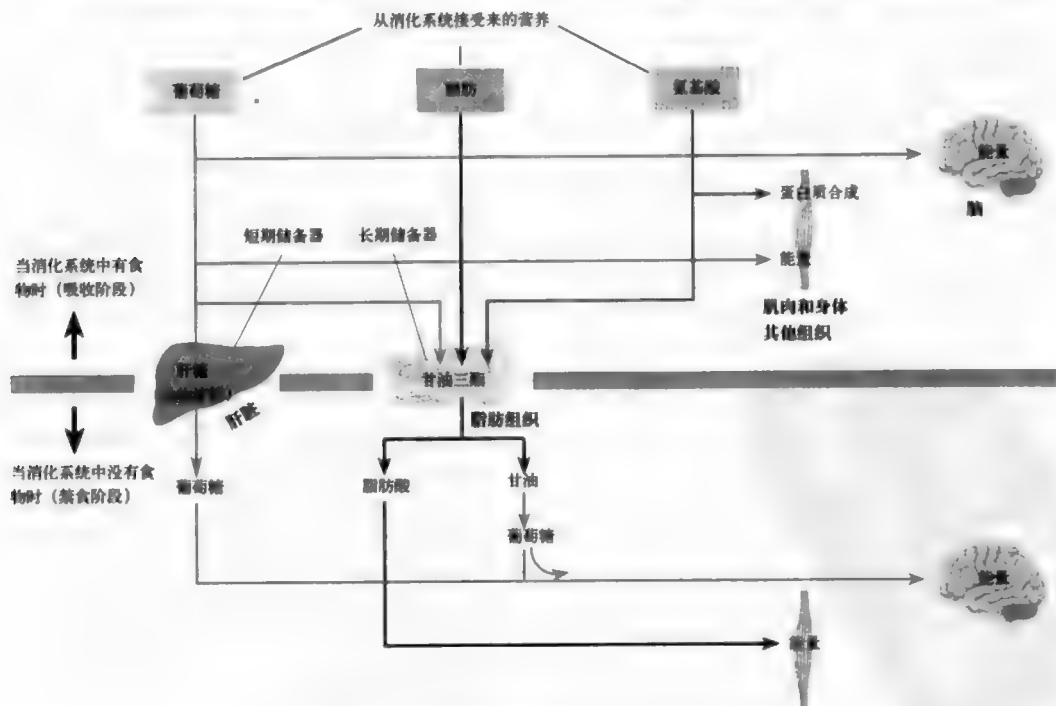 从消化系统接受来的营养
葡萄糖
脂肪
氨基酸
能量
脑
蛋白质合成
短期储备器
长期储备器
能量
当消化系统中有食
物时（吸收阶段）
肌肉和身体
其他组织
肝糖
甘油三酯
肝脏
脂肪组织
当消化系统中没有食
物时（禁食阶段）
葡萄糖
脂肪酸
甘油
葡萄糖
能量
能量